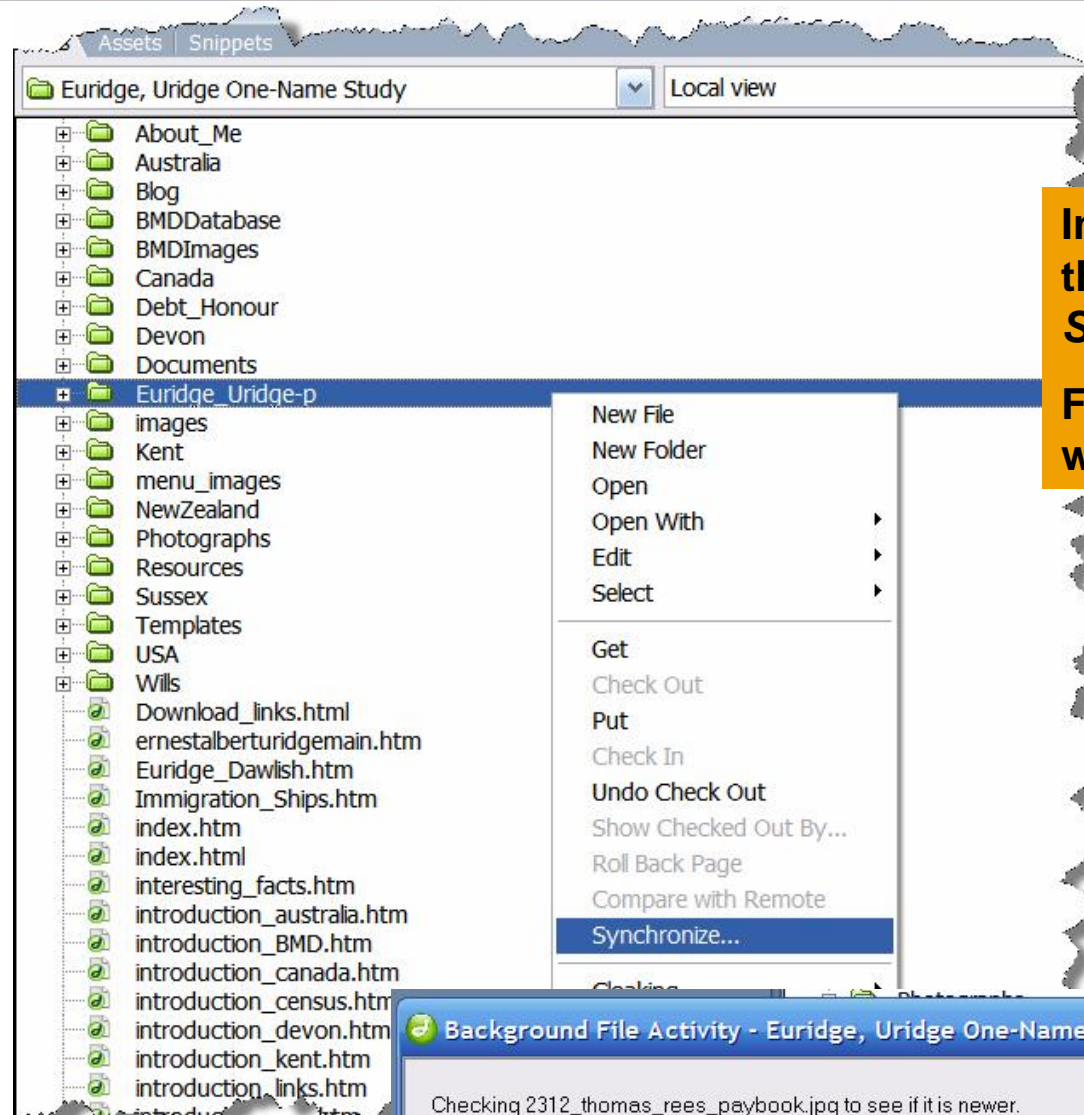 Assets Snippets
Euridge, Uridge One-Name Study
Local view
About_Me
Australia
Blog
BMDDatabase
BMDImages
Canada
Debt_Honour
Devon
Documents
Euridge_Uridge-p
images
Kent
menu_images
NewZealand
Photographs
Resources
Sussex
Templates
USA
Wills
Download_links.html
ernestalberturidgemain.htm
Euridge_Dawlish.htm
Immigration_Ships.htm
index.htm
index.html
interesting_facts.htm
introduction_australia.htm
introduction_BMD.htm
introduction_canada.htm
introduction_census.htm
introduction_devon.htm
introduction_kent.htm
introduction_links.htm
New File
New Folder
Open
Open With
Edit
Select
Get
Check Out
Put
Check In
Undo Check Out
Show Checked Out By...
Roll Back Page
Compare with Remote
Synchronize...
Cloaking
Photographs
Background File Activity - Euridge, Uridge One-Name
Checking 2312_thomas_rees_paybook.jpg to see if it is newer.